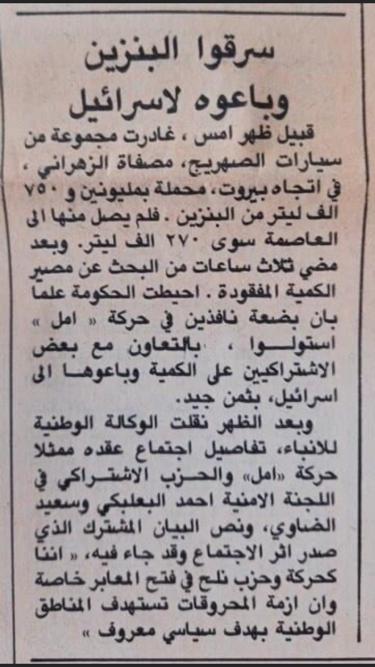 سرقوا البنزين
وباعوه لاسرائيل
قبيل ظهر امس ، غادرت مجموعة من
سيارات الصهريج، مصفاة الزهراني ،
في اتجاه بيروت، محملة بمليونين و ٧٥٠
الف ليتر من البنزين . فلم يصل منها الى
العاصمة سوى ٢٧٠ الف ليتر. وبعد
مضي ثلاث ساعات من البحث عن مصير
الكمية المفقودة . احيطت الحكومة علما
بان بضعة نافذين في حركة « امل »
استولــوا ، بالتعاون مع بعض
الاشتراكيين على الكمية وباعوهــا الى
اسرائيل، بثمن جيد.
وبعد الظهر نقلت الوكالة الوطنية
للانباء، تفاصيل اجتماع عقده ممثلا
حركة «امل» والحــزب الاشتــراكي في
اللجنة الامنية احمد البعلبكي وسعيد
الضاوي، ونص البيان المشترك الذي
صدر اثر الاجتماع وقد جاء فيه، « اننا
كحركة وحزب نلح في فتح المعابر خاصة
وان ازمة المحروقات تستهدف المناطق
الوطنية بهدف سياسي معروف »